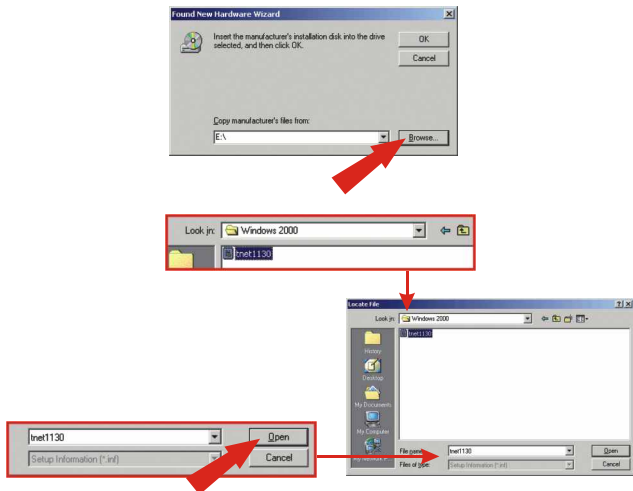 Found New Hardware Wizard
Insert the manufacturer's installation disk into the drive
selected, and then click OK.
OK
Cancel
Copy manufacturer's files from:
E:\
Browse...
Look in:
Windows 2000
tnet1130
Locate File
Look in:
Windows 2000
tnet1130
History
Desktop
My Documents
My Computer
File name:
tnet1130
Open
Files of type:
Setup Information (*.inf)
Cancel
tnet1130
Open
Setup Information (*.inf)
Cancel